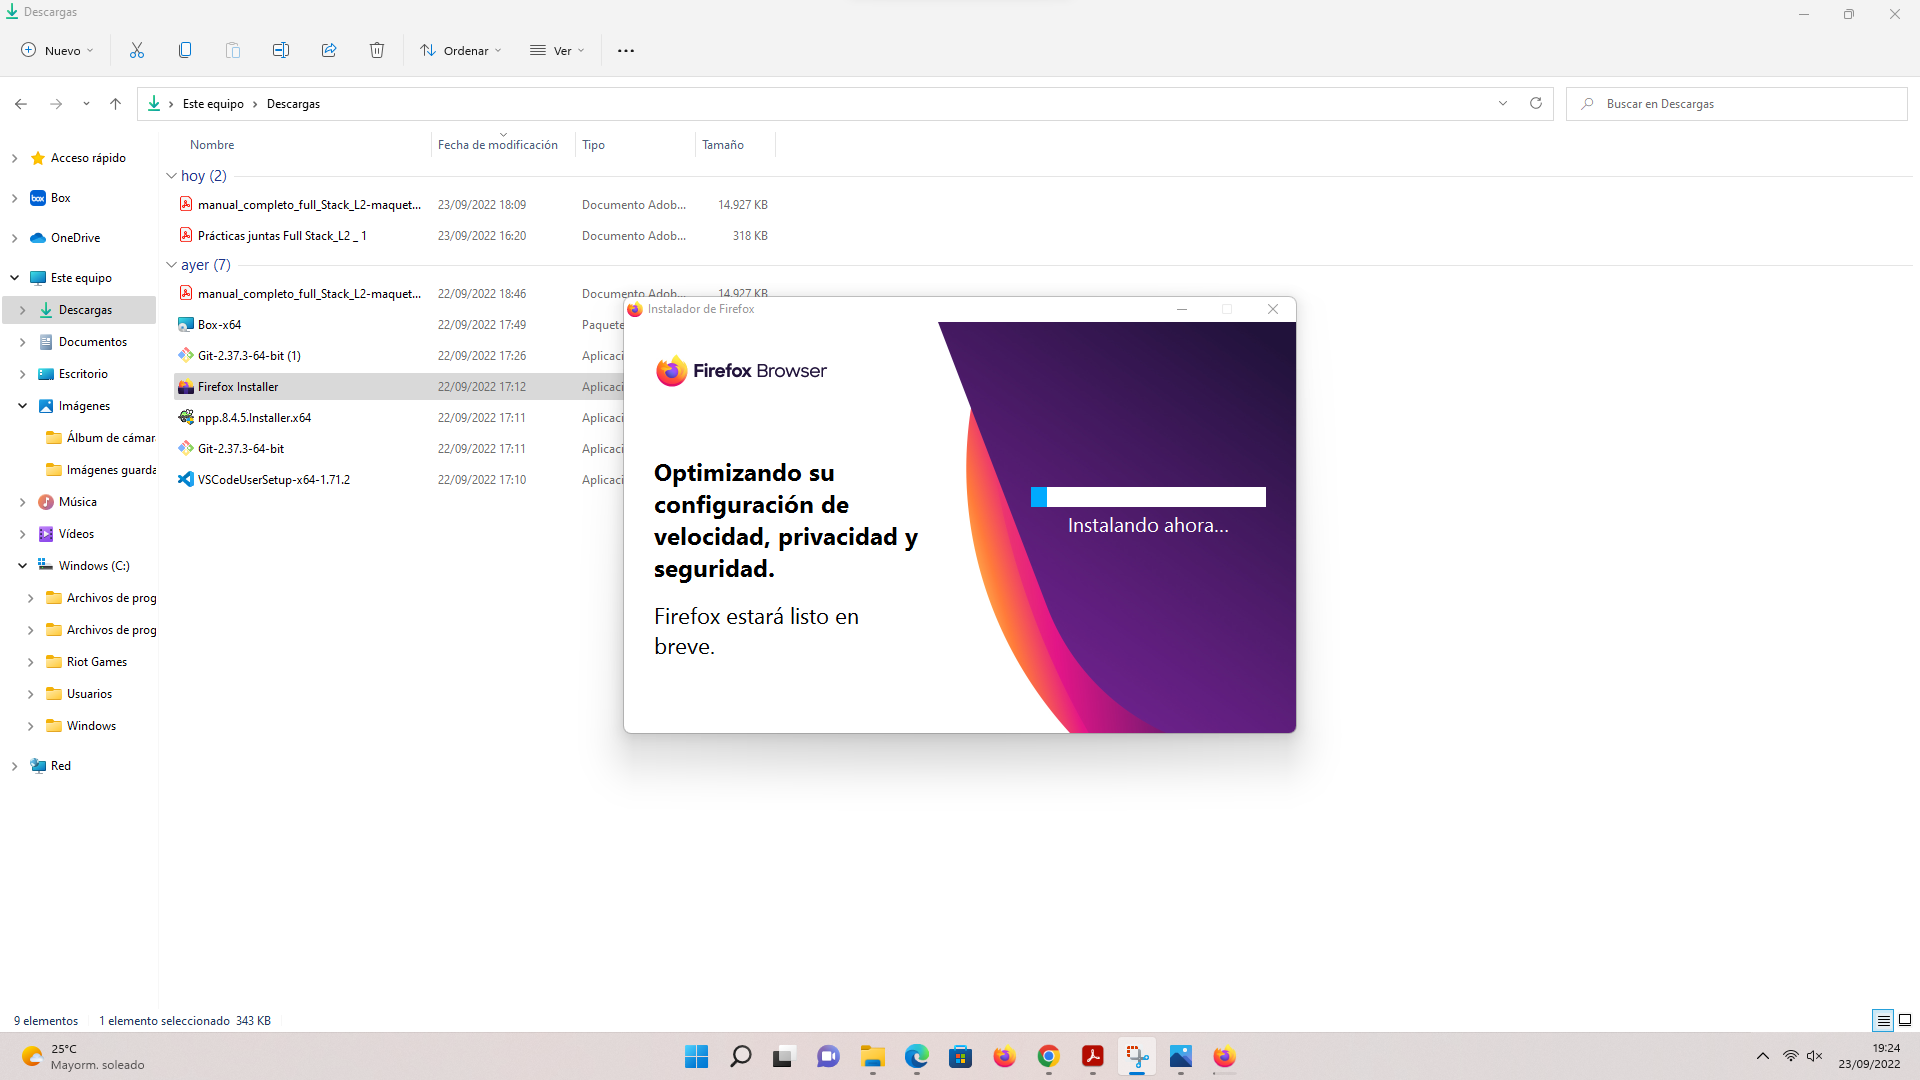 Descargas
Nuevo
Ordenar
Ver
Este equipo
Descargas
Buscar en Descargas
Nombre
Fecha de modificación
Tipo
Tamaño
hoy (2)
manual_completo_full_Stack_L2-maquet... 23/09/2022 18:09 Documento Adob... 14.927 KB
Prácticas juntas Full Stack_L2 _ 1 23/09/2022 16:20 Documento Adob... 318 KB
ayer (7)
manual_completo_full_Stack_L2-maquet... 22/09/2022 18:46 Documento Adob... 14.927 KB
Box-x64 22/09/2022 17:49 Paquete
Git-2.37.3-64-bit (1) 22/09/2022 17:26 Aplicaci
Firefox Installer 22/09/2022 17:12 Aplicaci
npp.8.4.5.Installer.x64 22/09/2022 17:11 Aplicaci
Git-2.37.3-64-bit 22/09/2022 17:11 Aplicaci
VSCodeUserSetup-x64-1.71.2 22/09/2022 17:10 Aplicaci
Acceso rápido
box Box
OneDrive
Este equipo
Descargas
Documentos
Escritorio
Imágenes
Álbum de cámar
Imágenes guarda
Música
Vídeos
Windows (C:)
Archivos de prog
Archivos de prog
Riot Games
Usuarios
Windows
Red
Instalador de Firefox
Firefox Browser
Optimizando su
configuración de
velocidad, privacidad y
seguridad.
Firefox estará listo en
breve.
Instalando ahora...
9 elementos
1 elemento seleccionado 343 KB
25°C
Mayorm. soleado
19:24
23/09/2022